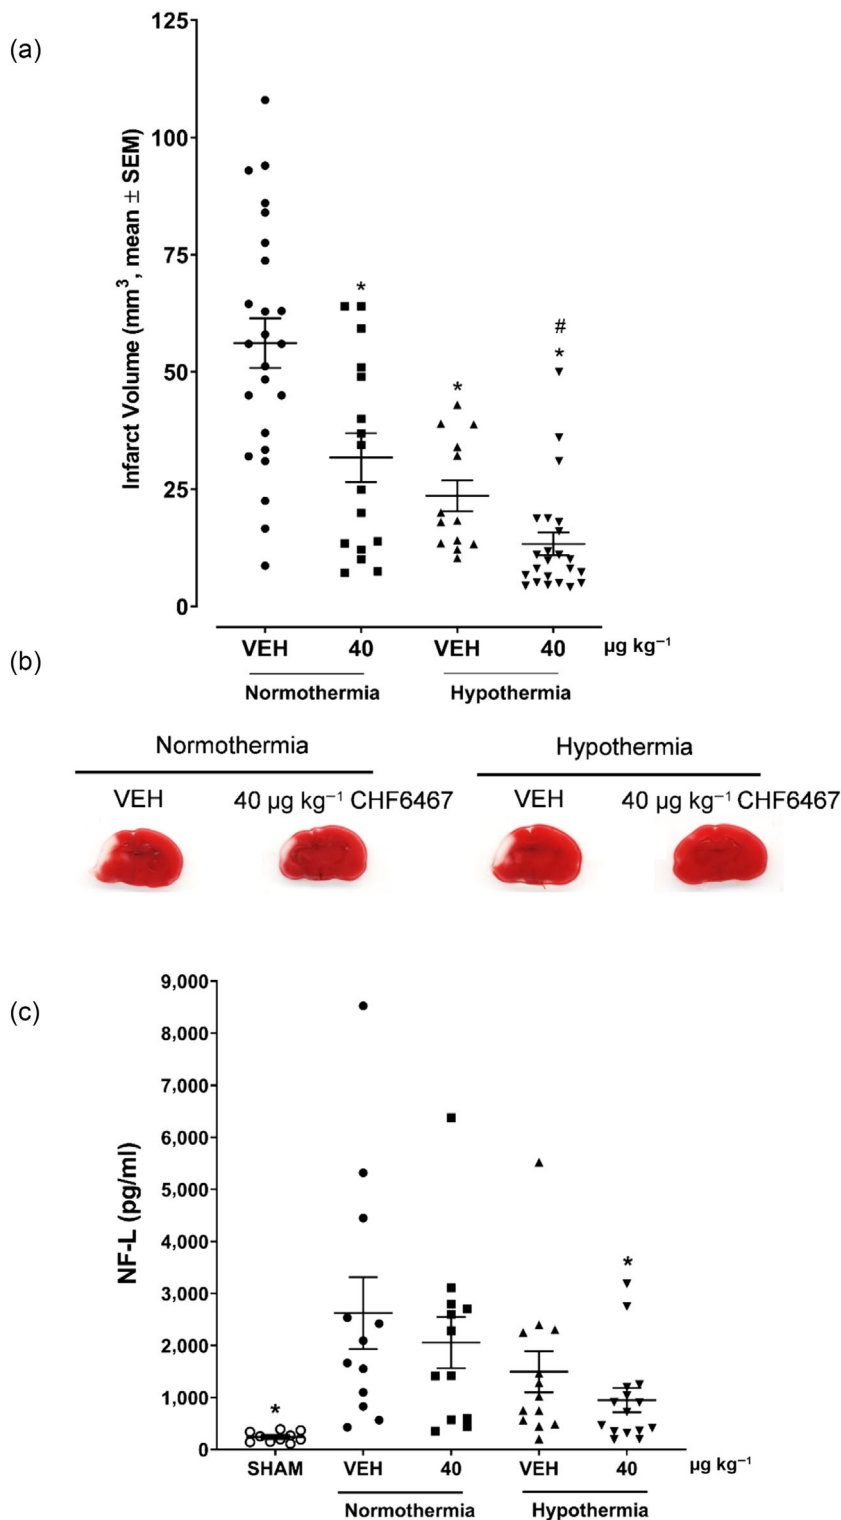 (a)
Infarct Volume (mm³, mean ± SEM)
125
100
75
50
25
0
*
*
#
*
VEH 40 VEH 40 µg kg⁻¹
Normothermia Hypothermia
(b)
Normothermia Hypothermia
VEH 40 µg kg⁻¹ CHF6467 VEH 40 µg kg⁻¹ CHF6467
(c)
NF-L (pg/ml)
9,000
8,000
7,000
6,000
5,000
4,000
3,000
2,000
1,000
0
*
*
SHAM VEH 40 VEH 40 µg kg⁻¹
Normothermia Hypothermia